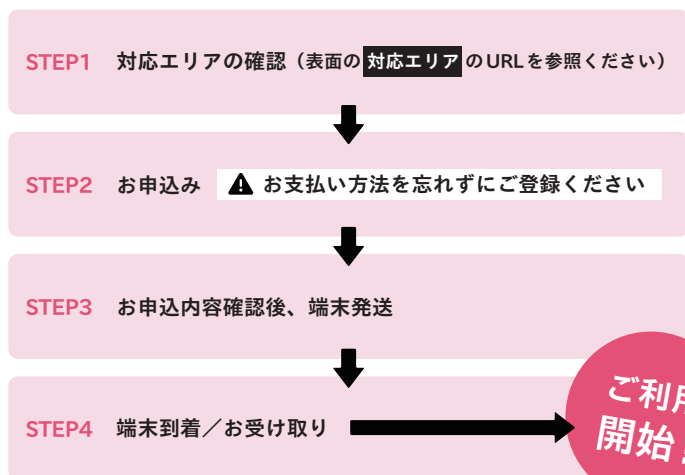 STEP1 対応エリアの確認（表面の 対応エリア のURLを参照ください）
STEP2 お申込み お支払い方法を忘れずにご登録ください
STEP3 お申込内容確認後、端末発送
STEP4 端末到着／お受け取り
ご利用
開始！